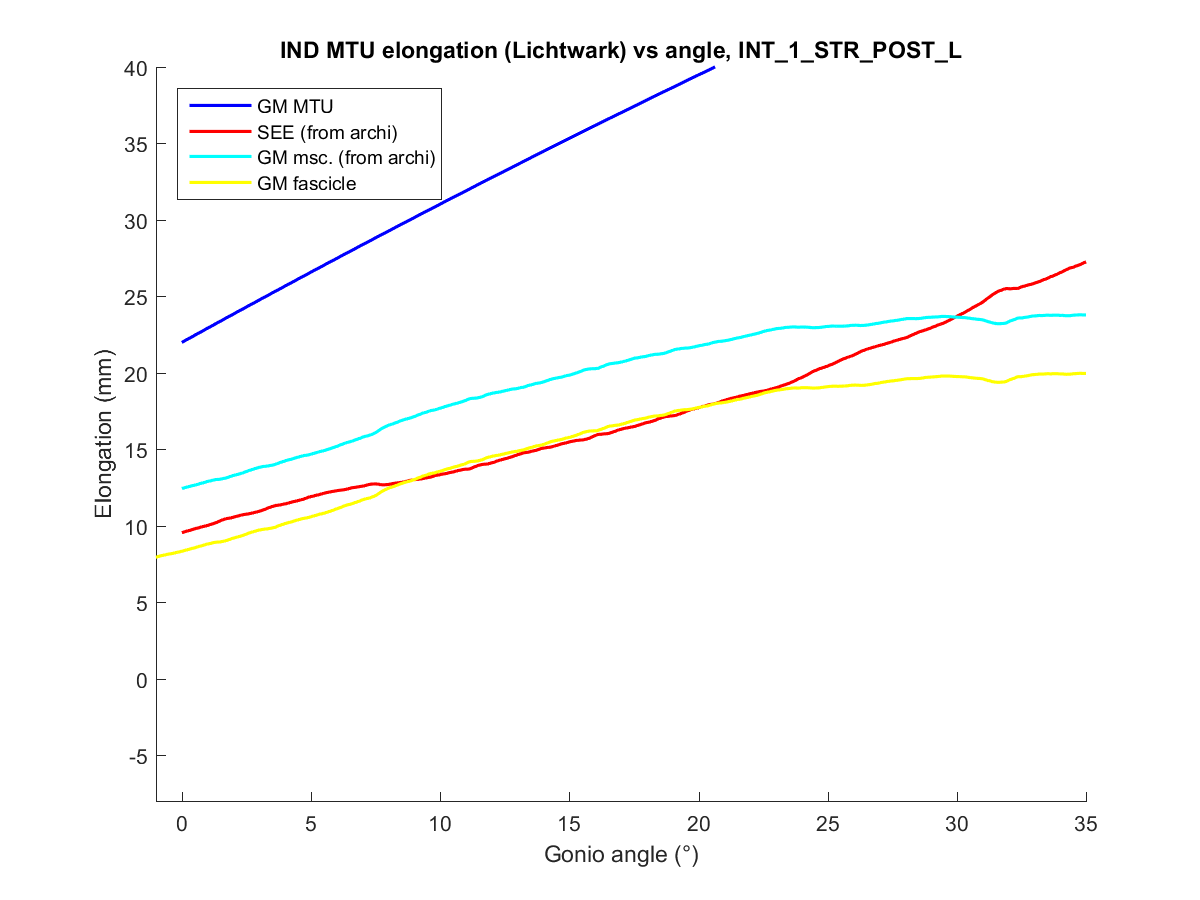 IND MTU elongation (Lichtwark) vs angle, INT_1_STR_POST_L
GM MTU
SEE (from archi)
GM msc. (from archi)
GM fascicle
Elongation (mm)
40
35
30
25
20
15
10
5
0
-5
0 5 10 15 20 25 30 35
Gonio angle (°)